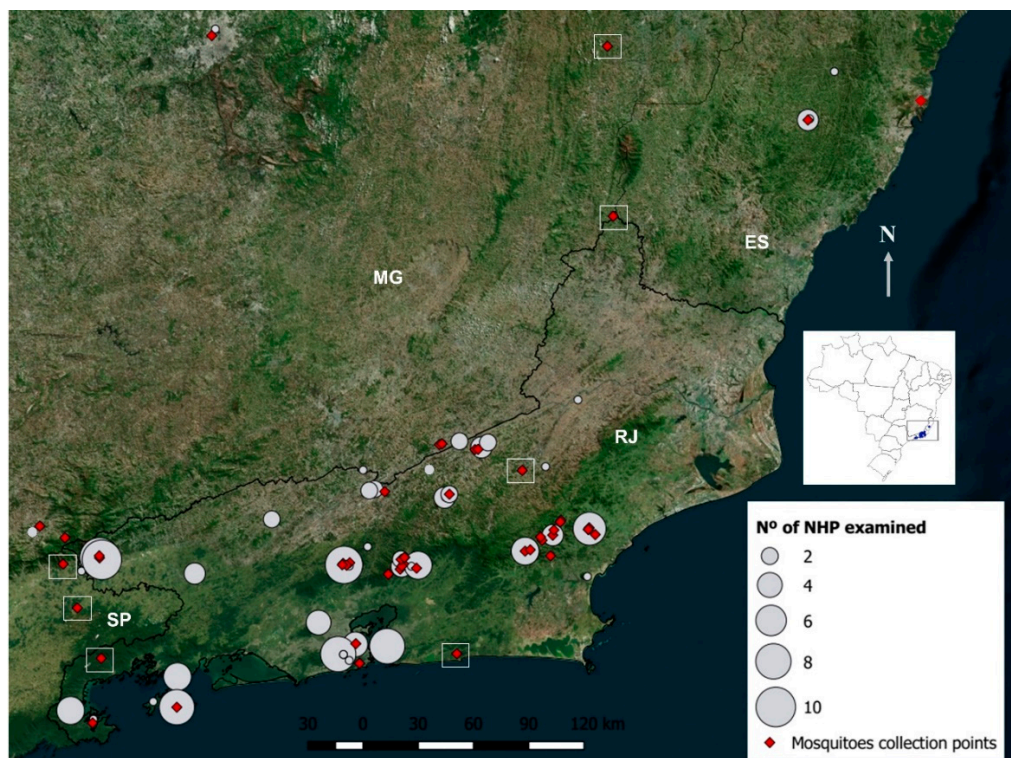 MG
ES
N
RJ
SP
Nº of NHP examined
2
4
6
8
10
Mosquitoes collection points
30 0 30 60 90 120 km